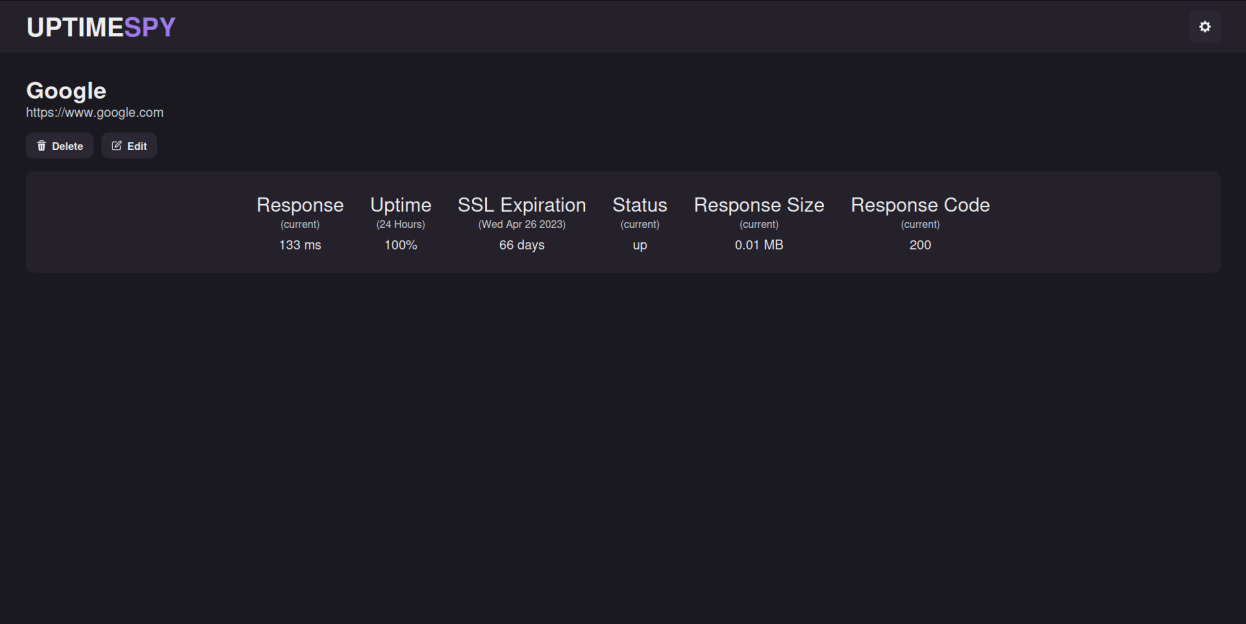 UPTIMESPY
Google
https://www.google.com
Delete Edit
Response Uptime SSL Expiration Status Response Size Response Code
(current) (24 Hours) (Wed Apr 26 2023) (current) (current) (current)
133 ms 100% 66 days up 0.01 MB 200